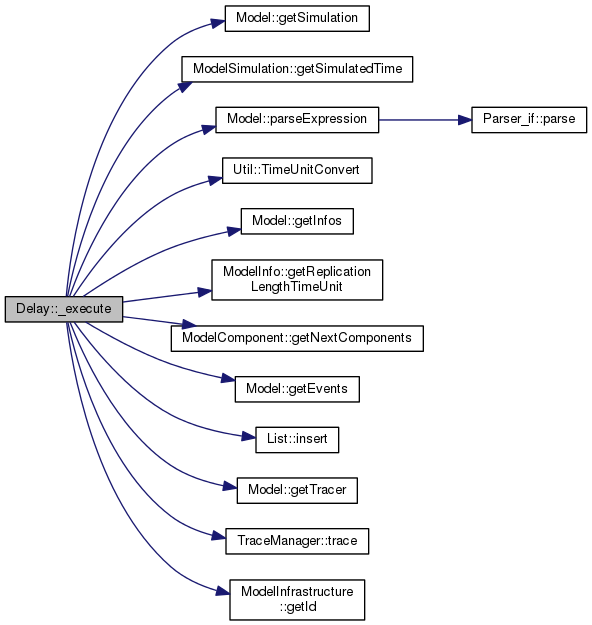 Model::getSimulation
ModelSimulation::getSimulatedTime
Model::parseExpression
Parser_if::parse
Util::TimeUnitConvert
Model::getInfos
ModelInfo::getReplication
LengthTimeUnit
Delay::_execute
ModelComponent::getNextComponents
Model::getEvents
List::insert
Model::getTracer
TraceManager::trace
ModelInfrastructure
::getId